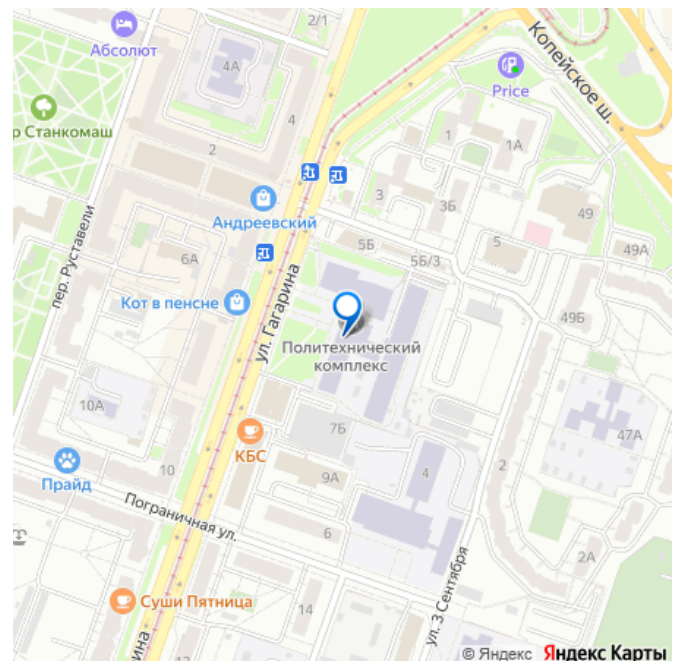 2/1
Абсолют
4А
Копейское ш.
Price
р Станкомаш
4
1
1А
2
3
3Б
49
Андреевский
5Б
5
49А
пер. Руставели
6А
5Б/3
Кот в пенсне
ул. Гагарина
49Б
Политехнический
комплекс
10А
7Б
47А
КБС
2
10
9А
4
Прайд
Пограничная ул.
6
2А
Суши Пятница
14
ул. 3 Сентября
ина
© Яндекс Яндекс Карты